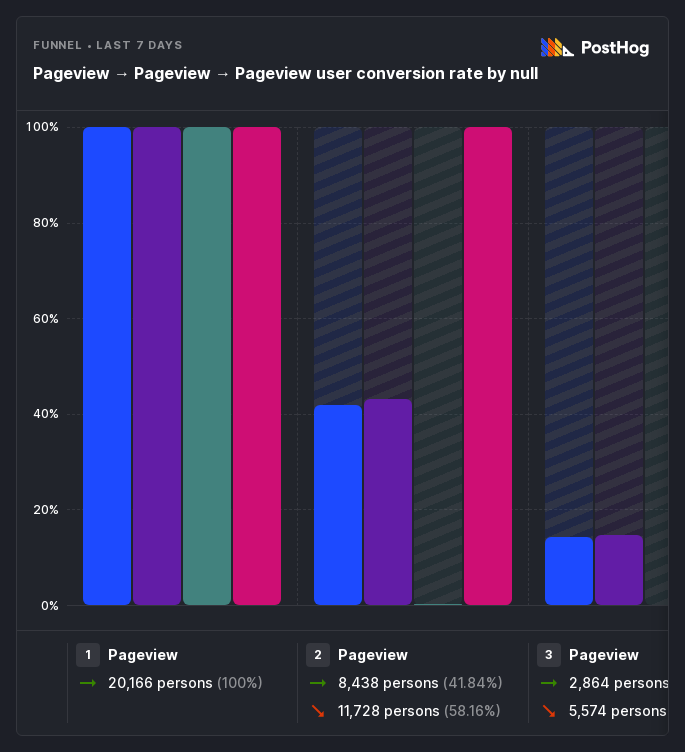 FUNNEL • LAST 7 DAYS
PostHog
Pageview → Pageview → Pageview user conversion rate by null
100%
80%
60%
40%
20%
0%
1 Pageview
20,166 persons (100%)
2 Pageview
8,438 persons (41.84%)
11,728 persons (58.16%)
3 Pageview
2,864 persons
5,574 persons